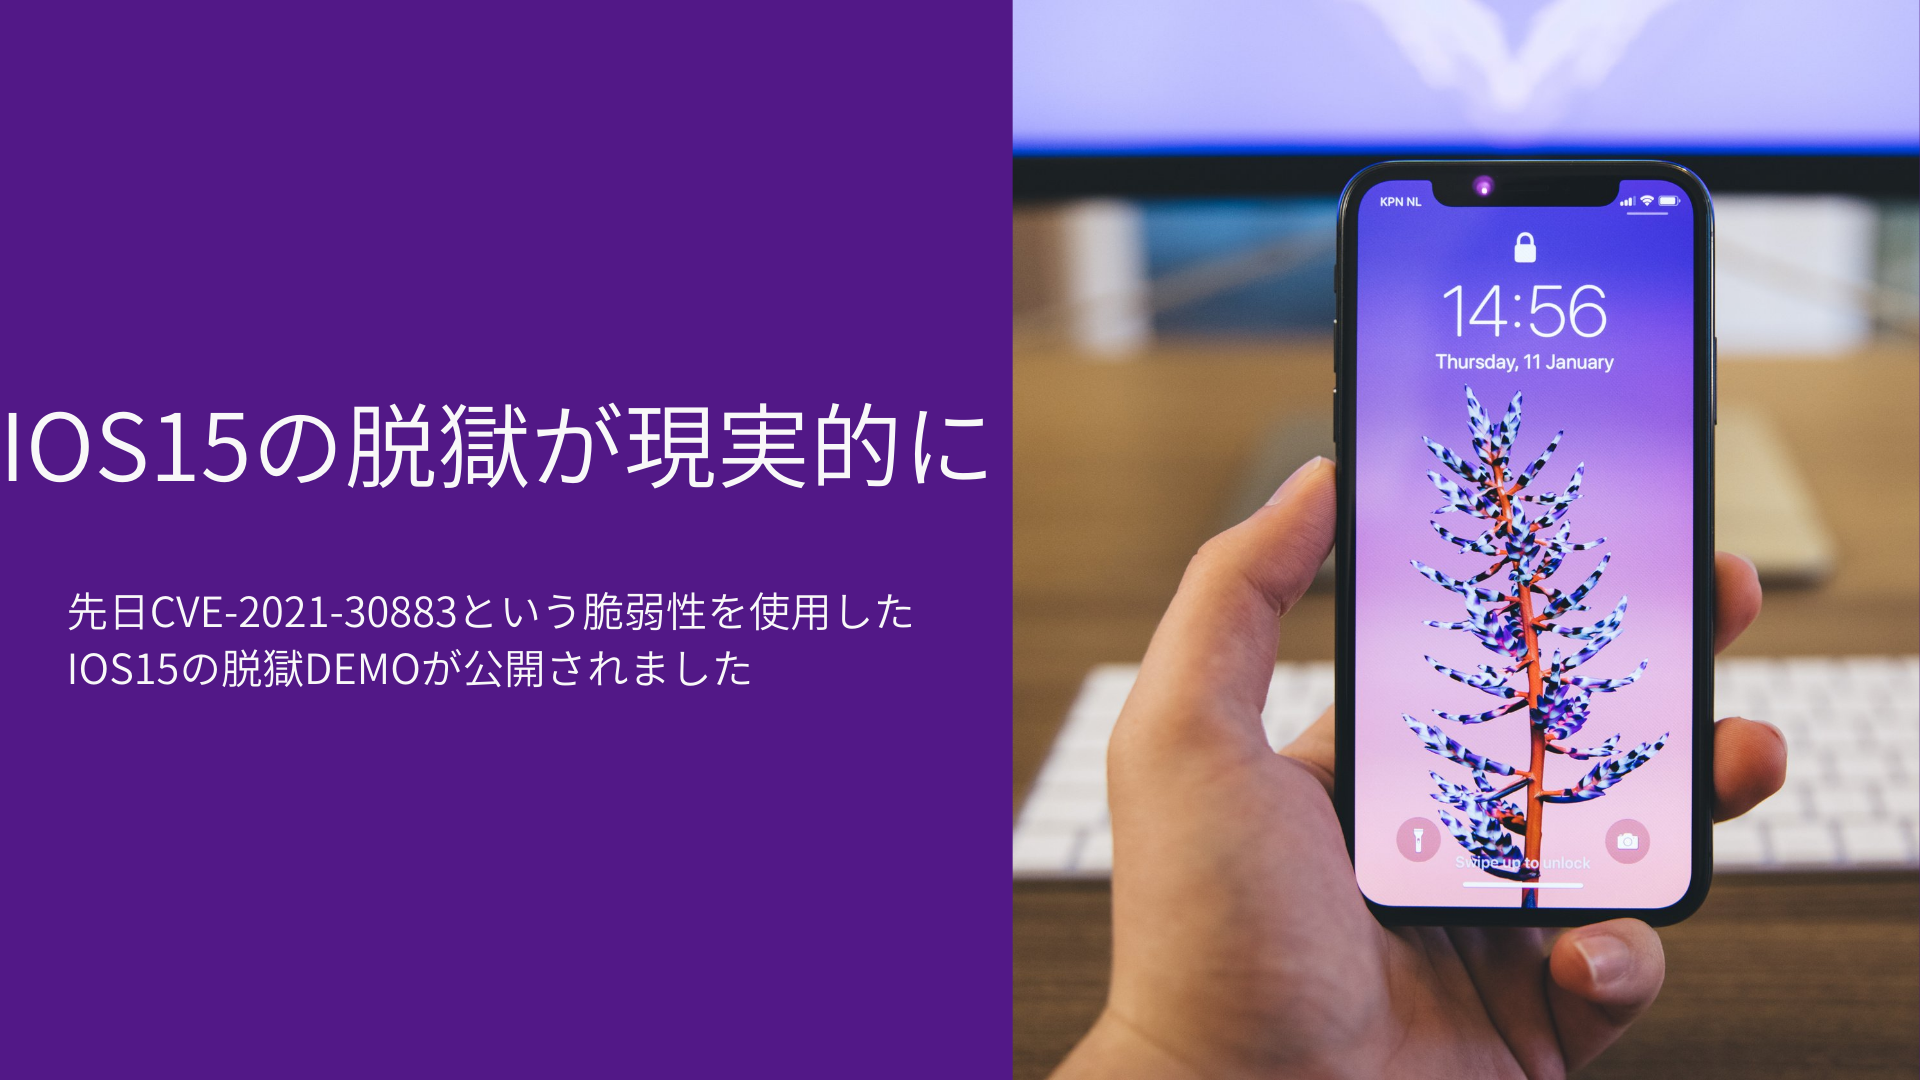 IOS15の脱獄が現実的に
先日CVE-2021-30883という脆弱性を使用した
IOS15の脱獄DEMOが公開されました
KPN NL
14:56
Thursday, 11 January
Swipe up to unlock